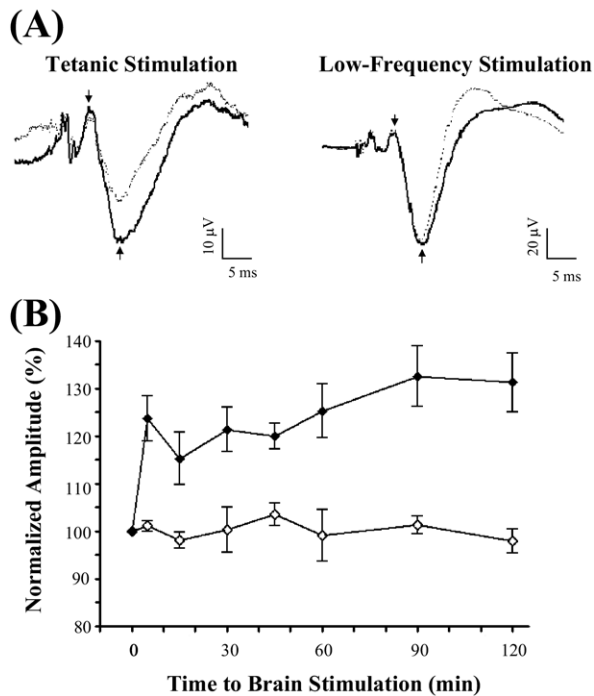 (A)
Tetanic Stimulation
Low-Frequency Stimulation
10 µV
5 ms
20 µV
5 ms
(B)
Normalized Amplitude (%)
140
130
120
110
100
90
80
0 30 60 90 120
Time to Brain Stimulation (min)